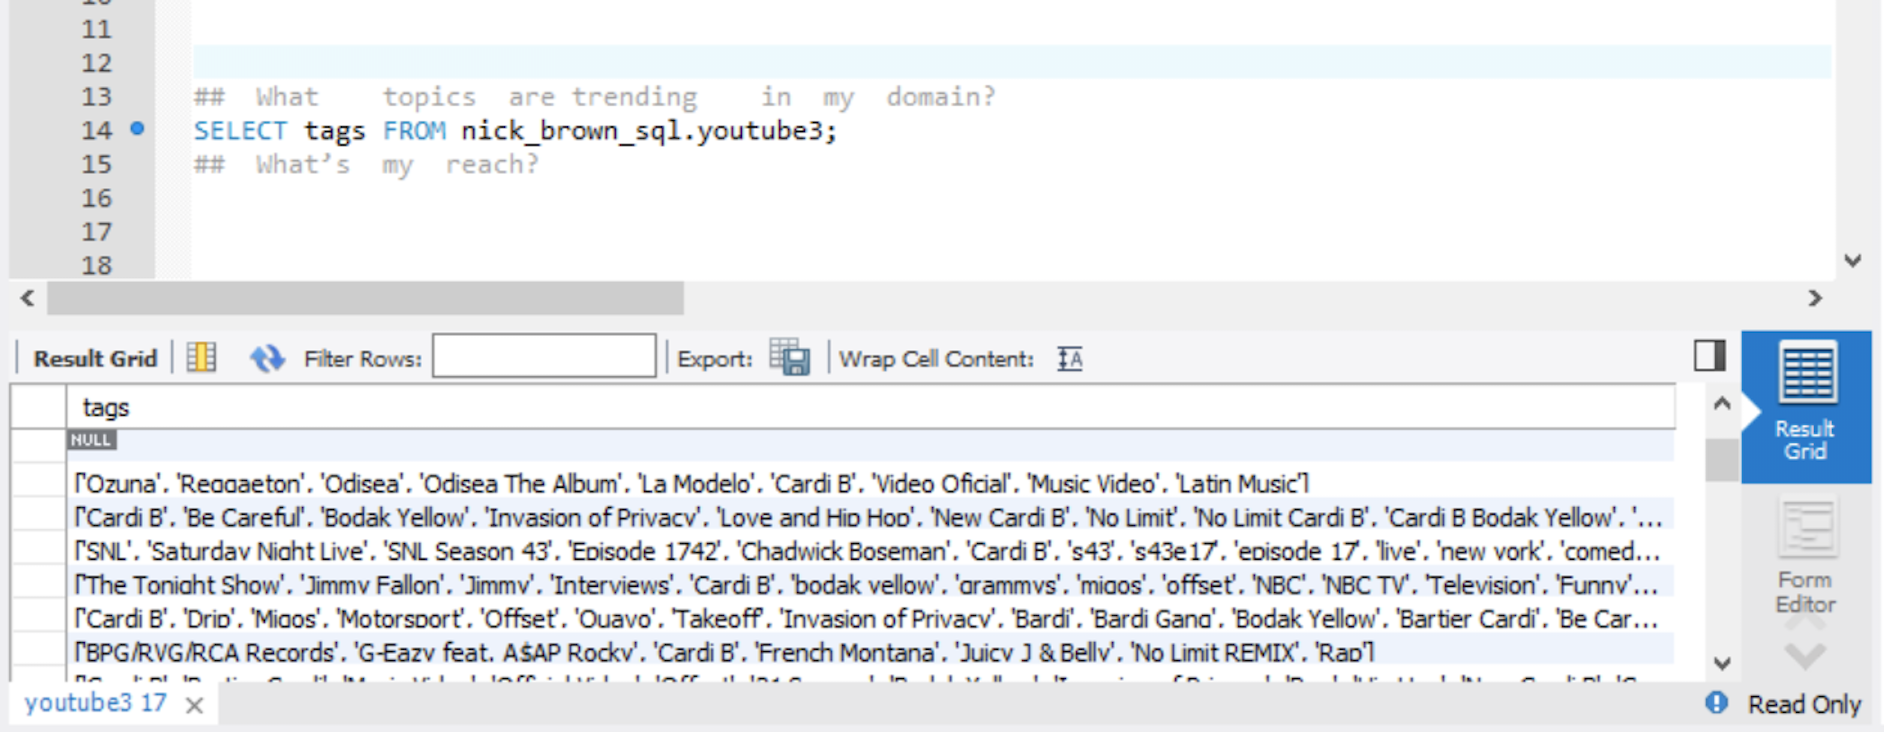 11
12
13 ## What topics are trending in my domain?
14 SELECT tags FROM nick_brown_sql.youtube3;
15 ## What’s my reach?
16
17
18
Result Grid Filter Rows: Export: Wrap Cell Content:
tags
NULL
['Ozuna', 'Reggaeton', 'Odisea', 'Odisea The Album', 'La Modelo', 'Cardi B', 'Video Oficial', 'Music Video', 'Latin Music']
['Cardi B', 'Be Careful', 'Bodak Yellow', 'Invasion of Privacy', 'Love and Hip Hop', 'New Cardi B', 'No Limit', 'No Limit Cardi B', 'Cardi B Bodak Yellow', '...
['SNL', 'Saturday Night Live', 'SNL Season 43', 'Episode 1742', 'Chadwick Boseman', 'Cardi B', 's43', 's43e17', 'episode 17', 'live', 'new york', 'comed...
['The Tonight Show', 'Jimmy Fallon', 'Jimmy', 'Interviews', 'Cardi B', 'bodak yellow', 'grammys', 'migos', 'offset', 'NBC', 'NBC TV', 'Television', 'Funny'...
['Cardi B', 'Drip', 'Migos', 'Motorsport', 'Offset', 'Quavo', 'Takeoff', 'Invasion of Privacy', 'Bardi', 'Bardi Gang', 'Bodak Yellow', 'Bartier Cardi', 'Be Car...
['BPG/RVG/RCA Records', 'G-Eazy feat. A$AP Rocky', 'Cardi B', 'French Montana', 'Juicy J & Belly', 'No Limit REMIX', 'Rap']
Result
Grid
Form
Editor
youtube3 17
Read Only